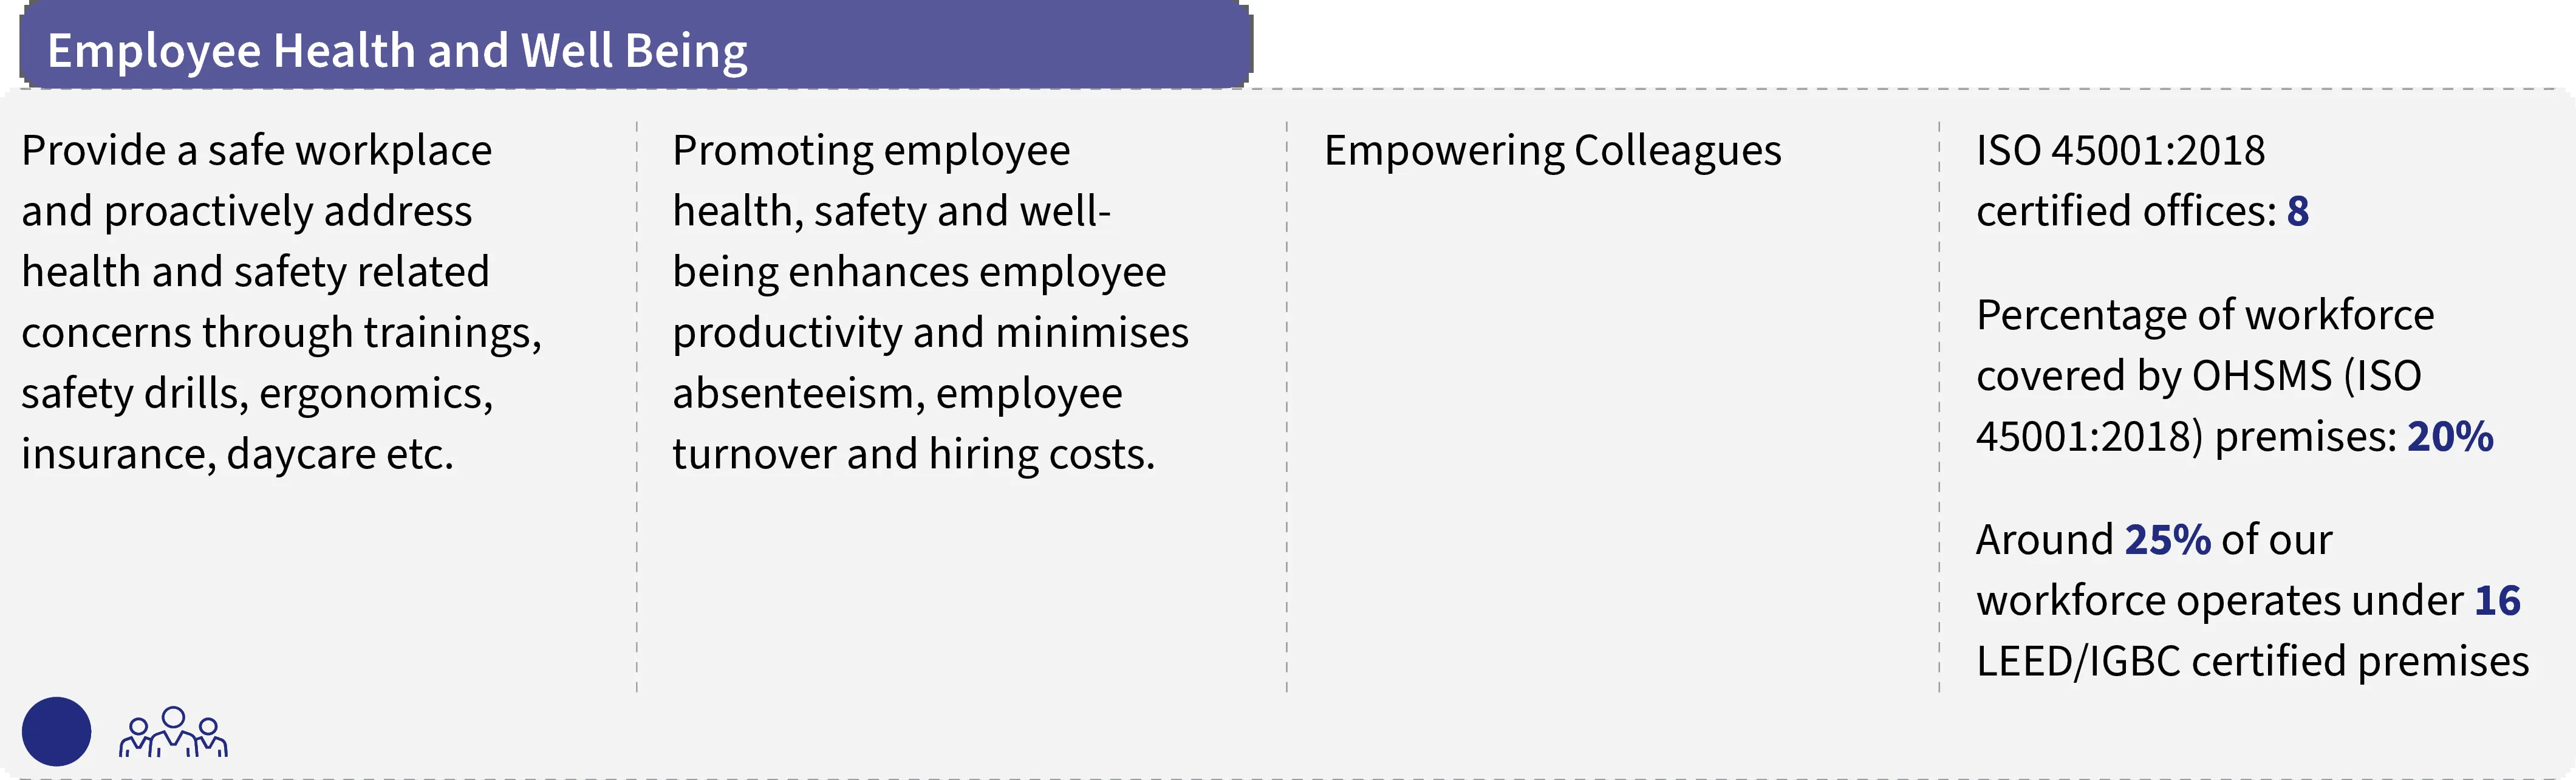 Employee Health and Well Being
Provide a safe workplace
and proactively address
health and safety related
concerns through trainings,
safety drills, ergonomics,
insurance, daycare etc.
Promoting employee
health, safety and well-
being enhances employee
productivity and minimises
absenteeism, employee
turnover and hiring costs.
Empowering Colleagues
ISO 45001:2018
certified offices: 8
Percentage of workforce
covered by OHSMS (ISO
45001:2018) premises: 20%
Around 25% of our
workforce operates under 16
LEED/IGBC certified premises